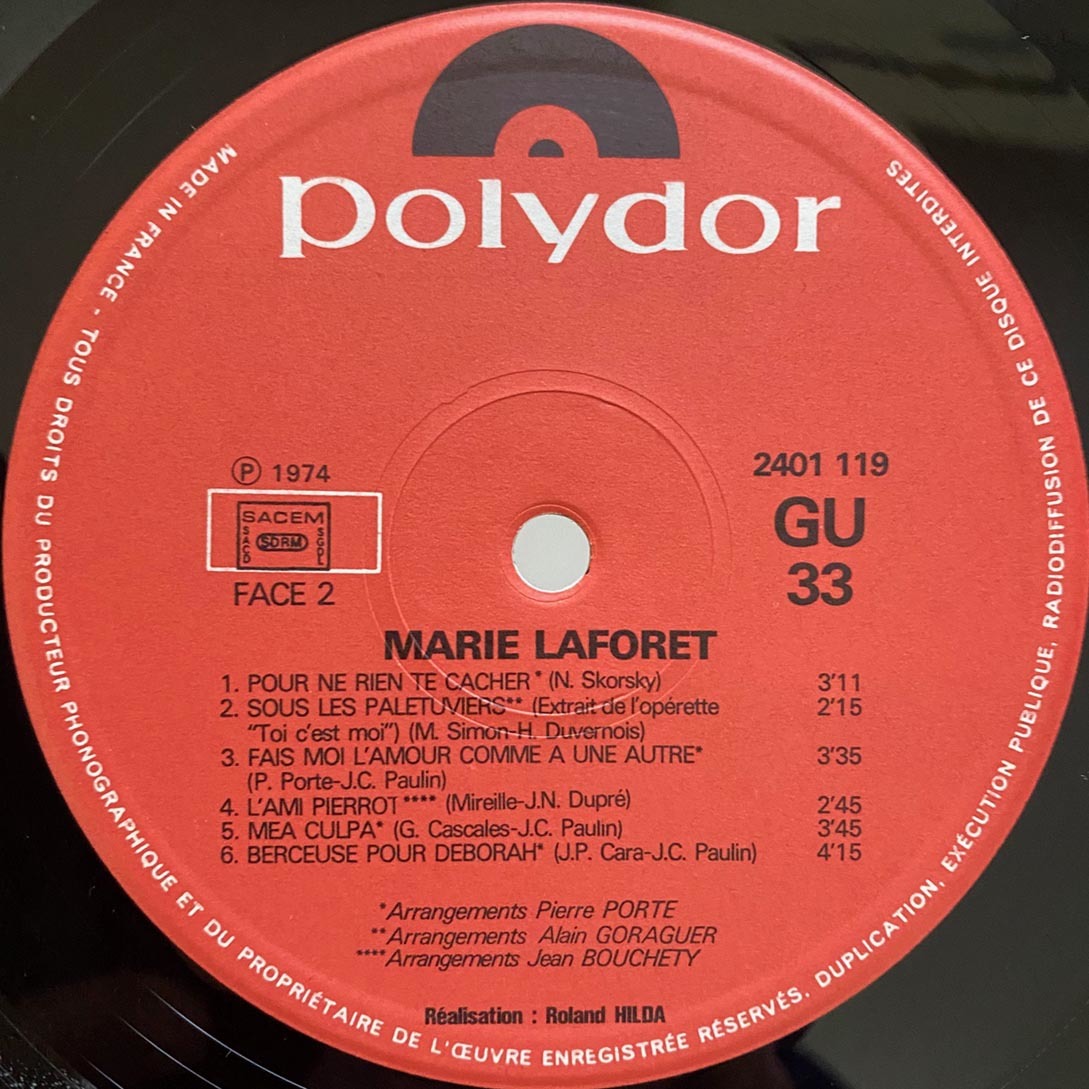 polydor
MADE IN FRANCE - TOUS DROITS DU PRODUCTEUR PHONOGRAPHIQUE ET DU PROPRIÉTAIRE DE L'ŒUVRE ENREGISTRÉE RÉSERVÉS. DUPLICATION, EXÉCUTION PUBLIQUE, RADIODIFFUSION DE CE DISQUE INTERDITES
℗ 1974
SACEM
SACD
SDRM
SGDL
FACE 2
2401 119
GU
33
MARIE LAFORET
1. POUR NE RIEN TE CACHER* (N. Skorsky) 3'11
2. SOUS LES PALETUVIERS** (Extrait de l'opérette 2'15
"Toi c'est moi") (M. Simon-H. Duvernois)
3. FAIS MOI L'AMOUR COMME A UNE AUTRE* 3'35
(P. Porte-J.C. Paulin)
4. L'AMI PIERROT**** (Mireille-J.N. Dupré) 2'45
5. MEA CULPA* (G. Cascales-J.C. Paulin) 3'45
6. BERCEUSE POUR DEBORAH* (J.P. Cara-J.C. Paulin) 4'15
*Arrangements Pierre PORTE
**Arrangements Alain GORAGUER
****Arrangements Jean BOUCHETY
Réalisation : Roland HILDA